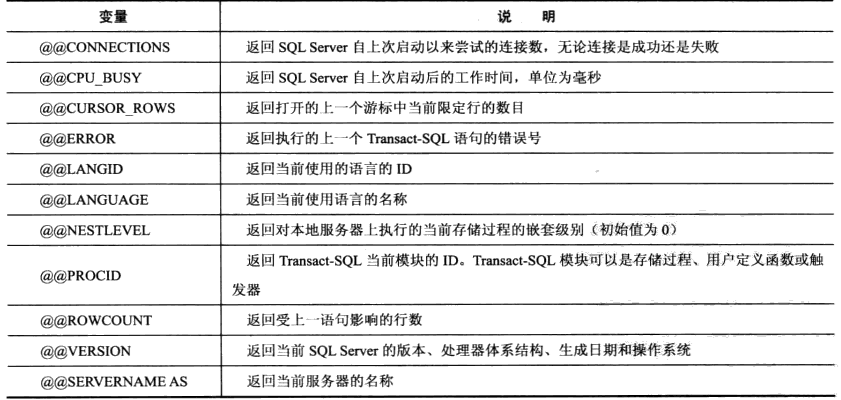 变量 说 明
@@CONNECTIONS 返回 SQL Server 自上次启动以来尝试的连接数，无论连接是成功还是失败
@@CPU_BUSY 返回 SQL Server 自上次启动后的工作时间，单位为毫秒
@@CURSOR_ROWS 返回打开的上一个游标中当前限定行的数目
@@ERROR 返回执行的上一个 Transact-SQL 语句的错误号
@@LANGID 返回当前使用的语言的 ID
@@LANGUAGE 返回当前使用语言的名称
@@NESTLEVEL 返回对本地服务器上执行的当前存储过程的嵌套级别（初始值为 0）
@@PROCID 返回 Transact-SQL 当前模块的 ID。Transact-SQL 模块可以是存储过程、用户定义函数或触
发器
@@ROWCOUNT 返回受上一语句影响的行数
@@VERSION 返回当前 SQL Server 的版本、处理器体系结构、生成日期和操作系统
@@SERVERNAME AS 返回当前服务器的名称